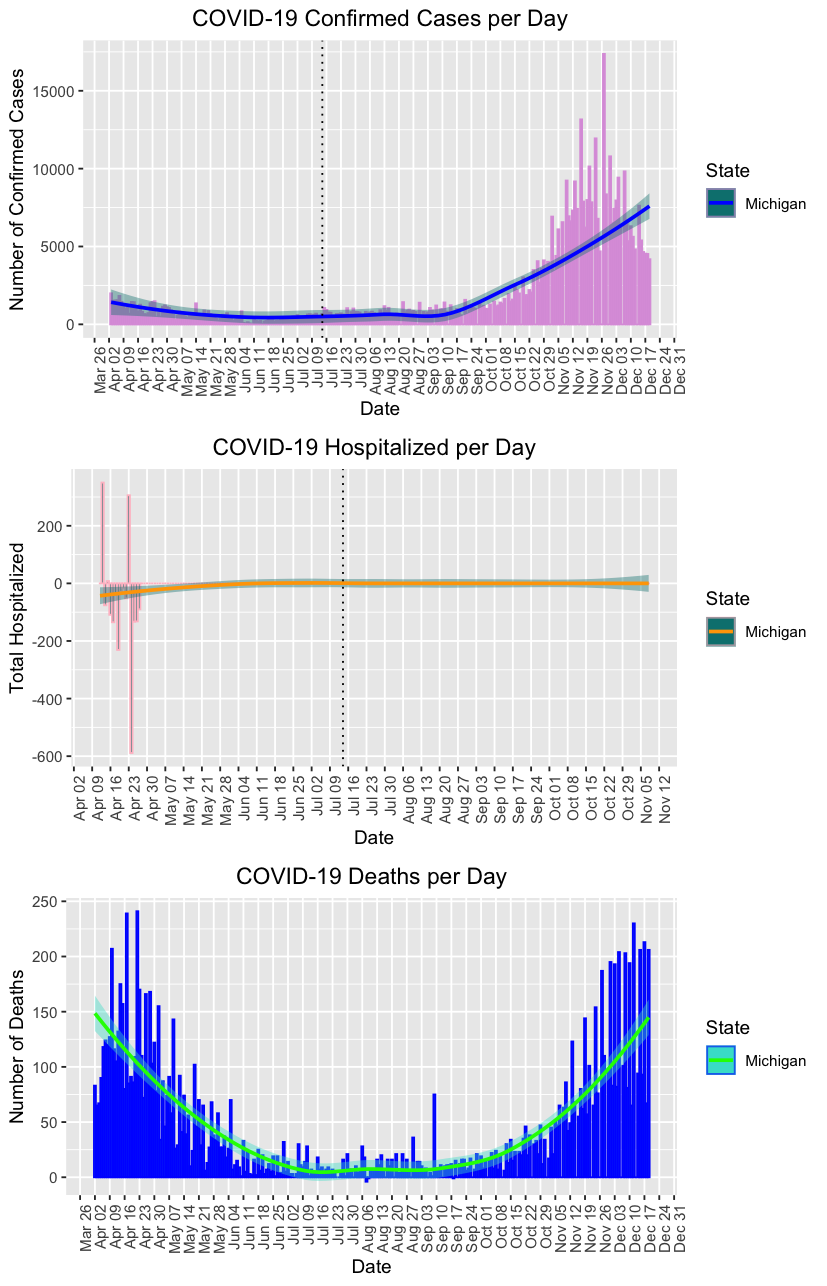 COVID-19 Confirmed Cases per Day
Number of Confirmed Cases
15000
10000
5000
0
Mar 26
Apr 02
Apr 09
Apr 16
Apr 23
Apr 30
May 07
May 14
May 21
May 28
Jun 04
Jun 11
Jun 18
Jun 25
Jul 02
Jul 09
Jul 16
Jul 23
Jul 30
Aug 06
Aug 13
Aug 20
Aug 27
Sep 03
Sep 10
Sep 17
Sep 24
Oct 01
Oct 08
Oct 15
Oct 22
Oct 29
Nov 05
Nov 12
Nov 19
Nov 26
Dec 03
Dec 10
Dec 17
Dec 24
Dec 31
Date
State
Michigan
COVID-19 Hospitalized per Day
Total Hospitalized
200
0
-200
-400
-600
Apr 02
Apr 09
Apr 16
Apr 23
Apr 30
May 07
May 14
May 21
May 28
Jun 04
Jun 11
Jun 18
Jun 25
Jul 02
Jul 09
Jul 16
Jul 23
Jul 30
Aug 06
Aug 13
Aug 20
Aug 27
Sep 03
Sep 10
Sep 17
Sep 24
Oct 01
Oct 08
Oct 15
Oct 22
Oct 29
Nov 05
Nov 12
Date
State
Michigan
COVID-19 Deaths per Day
Number of Deaths
250
200
150
100
50
0
Mar 26
Apr 02
Apr 09
Apr 16
Apr 23
Apr 30
May 07
May 14
May 21
May 28
Jun 04
Jun 11
Jun 18
Jun 25
Jul 02
Jul 09
Jul 16
Jul 23
Jul 30
Aug 06
Aug 13
Aug 20
Aug 27
Sep 03
Sep 10
Sep 17
Sep 24
Oct 01
Oct 08
Oct 15
Oct 22
Oct 29
Nov 05
Nov 12
Nov 19
Nov 26
Dec 03
Dec 10
Dec 17
Dec 24
Dec 31
Date
State
Michigan